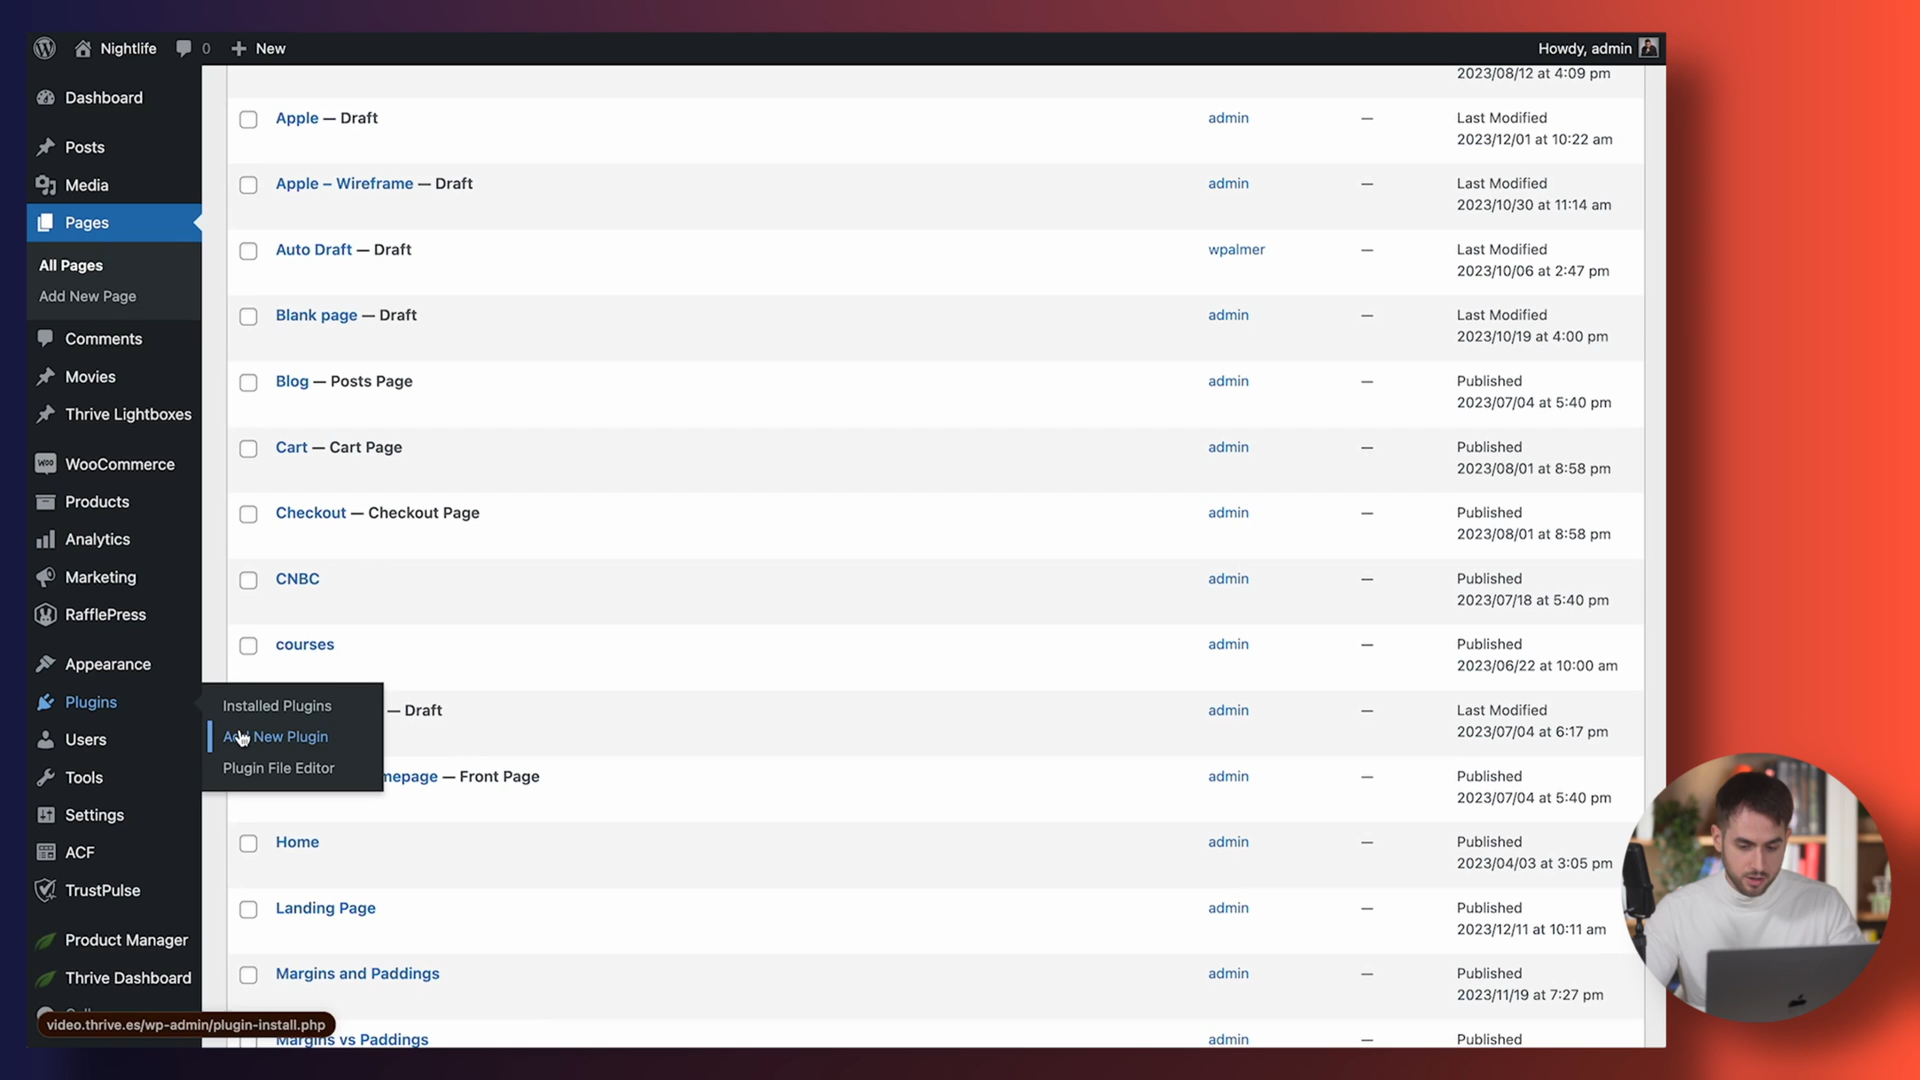 Nightlife
0
New
Howdy, admin
Dashboard
Posts
Media
Pages
All Pages
Add New Page
Comments
Movies
Thrive Lightboxes
WooCommerce
Products
Analytics
Marketing
RafflePress
Appearance
Plugins
Users
Tools
Settings
ACF
TrustPulse
Product Manager
Thrive Dashboard
Installed Plugins
Add New Plugin
Plugin File Editor
2023/08/12 at 4:09 pm
Apple — Draft admin — Last Modified
2023/12/01 at 10:22 am
Apple – Wireframe — Draft admin — Last Modified
2023/10/30 at 11:14 am
Auto Draft — Draft wpalmer — Last Modified
2023/10/06 at 2:47 pm
Blank page — Draft admin — Last Modified
2023/10/19 at 4:00 pm
Blog — Posts Page admin — Published
2023/07/04 at 5:40 pm
Cart — Cart Page admin — Published
2023/08/01 at 8:58 pm
Checkout — Checkout Page admin — Published
2023/08/01 at 8:58 pm
CNBC admin — Published
2023/07/18 at 5:40 pm
courses admin — Published
2023/06/22 at 10:00 am
— Draft admin — Last Modified
2023/07/04 at 6:17 pm
mepage — Front Page admin — Published
2023/07/04 at 5:40 pm
Home admin — Published
2023/04/03 at 3:05 pm
Landing Page admin — Published
2023/12/11 at 10:11 am
Margins and Paddings admin — Published
2023/11/19 at 7:27 pm
Margins vs Paddings admin — Published
video.thrive.es/wp-admin/plugin-install.php